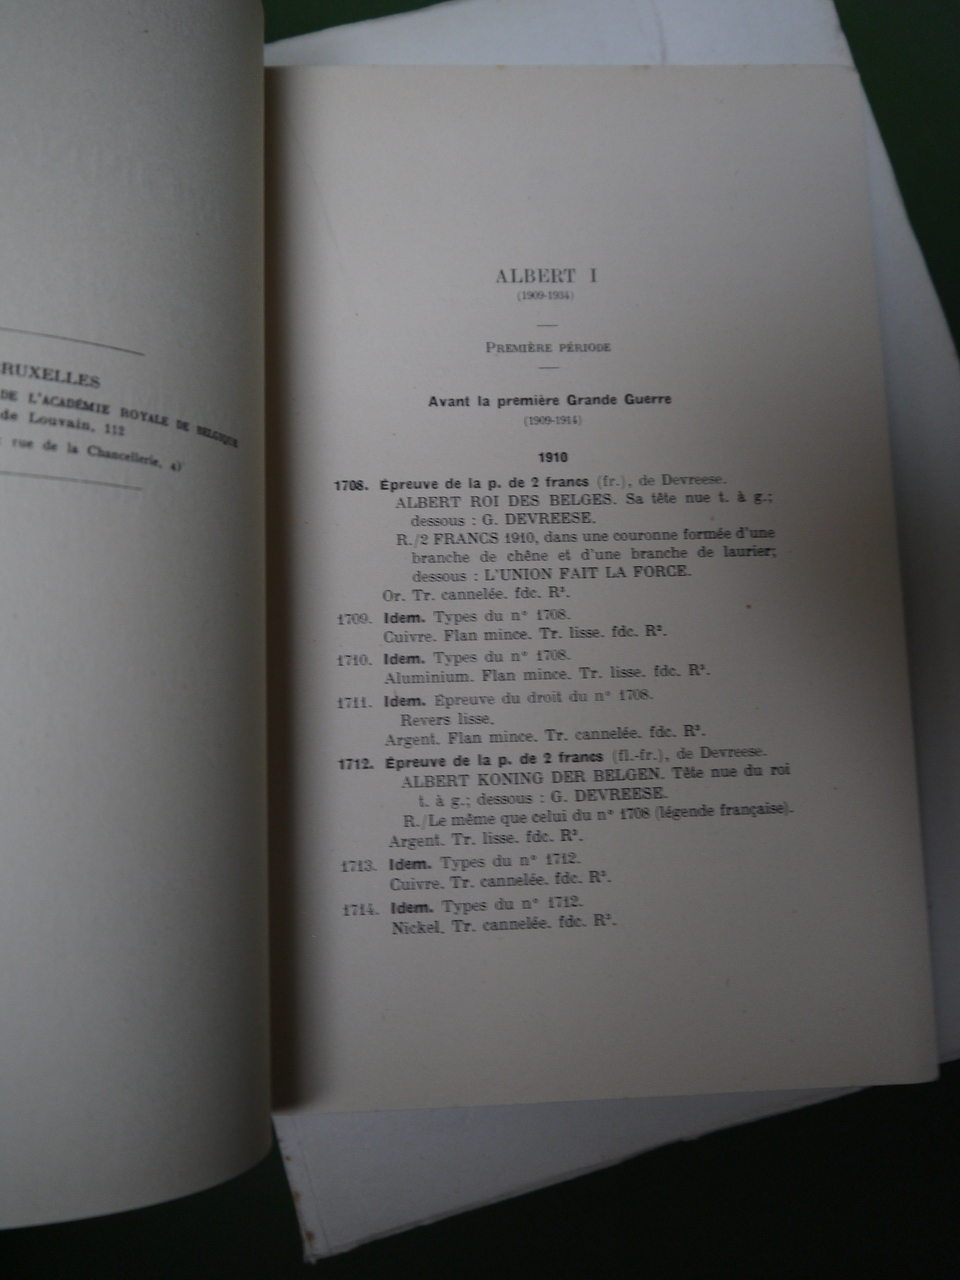 RUXELLES
DE L'ACADÉMIE ROYALE DE BELGIQUE
de Louvain, 112
rue de la Chancellerie, 4)
ALBERT I
(1909-1934)
PREMIÈRE PÉRIODE
Avant la première Grande Guerre
(1909-1914)
1910
1708. Épreuve de la p. de 2 francs (fr.), de Devreese.
ALBERT ROI DES BELGES. Sa tête nue t. à g.;
dessous : G. DEVREESE.
R./2 FRANCS 1910, dans une couronne formée d'une
branche de chêne et d'une branche de laurier;
dessous : L'UNION FAIT LA FORCE.
Or. Tr. cannelée. fdc. R³.
1709. Idem. Types du n° 1708.
Cuivre. Flan mince. Tr. lisse. fdc. R².
1710. Idem. Types du n° 1708.
Aluminium. Flan mince. Tr. lisse. fdc. R².
1711. Idem. Épreuve du droit du n° 1708.
Revers lisse.
Argent. Flan mince. Tr. cannelée. fdc. R³.
1712. Épreuve de la p. de 2 francs (fl.-fr.), de Devreese.
ALBERT KONING DER BELGEN. Tête nue du roi
t. à g.; dessous : G. DEVREESE.
R./Le même que celui du n° 1708 (légende française).
Argent. Tr. lisse. fdc. R³.
1713. Idem. Types du n° 1712.
Cuivre. Tr. cannelée. fdc. R³.
1714. Idem. Types du n° 1712.
Nickel. Tr. cannelée. fdc. R³.